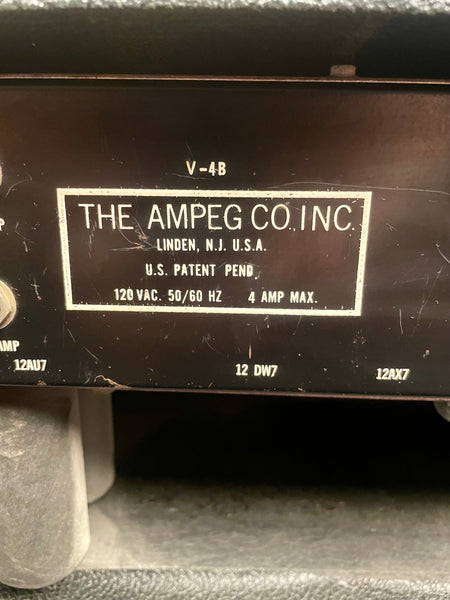 V-4B
THE AMPEG CO. INC.
LINDEN, N.J. U.S.A.
U.S. PATENT PEND.
120 VAC. 50/60 HZ 4 AMP MAX.
12AU7 12 DW7 12AX7